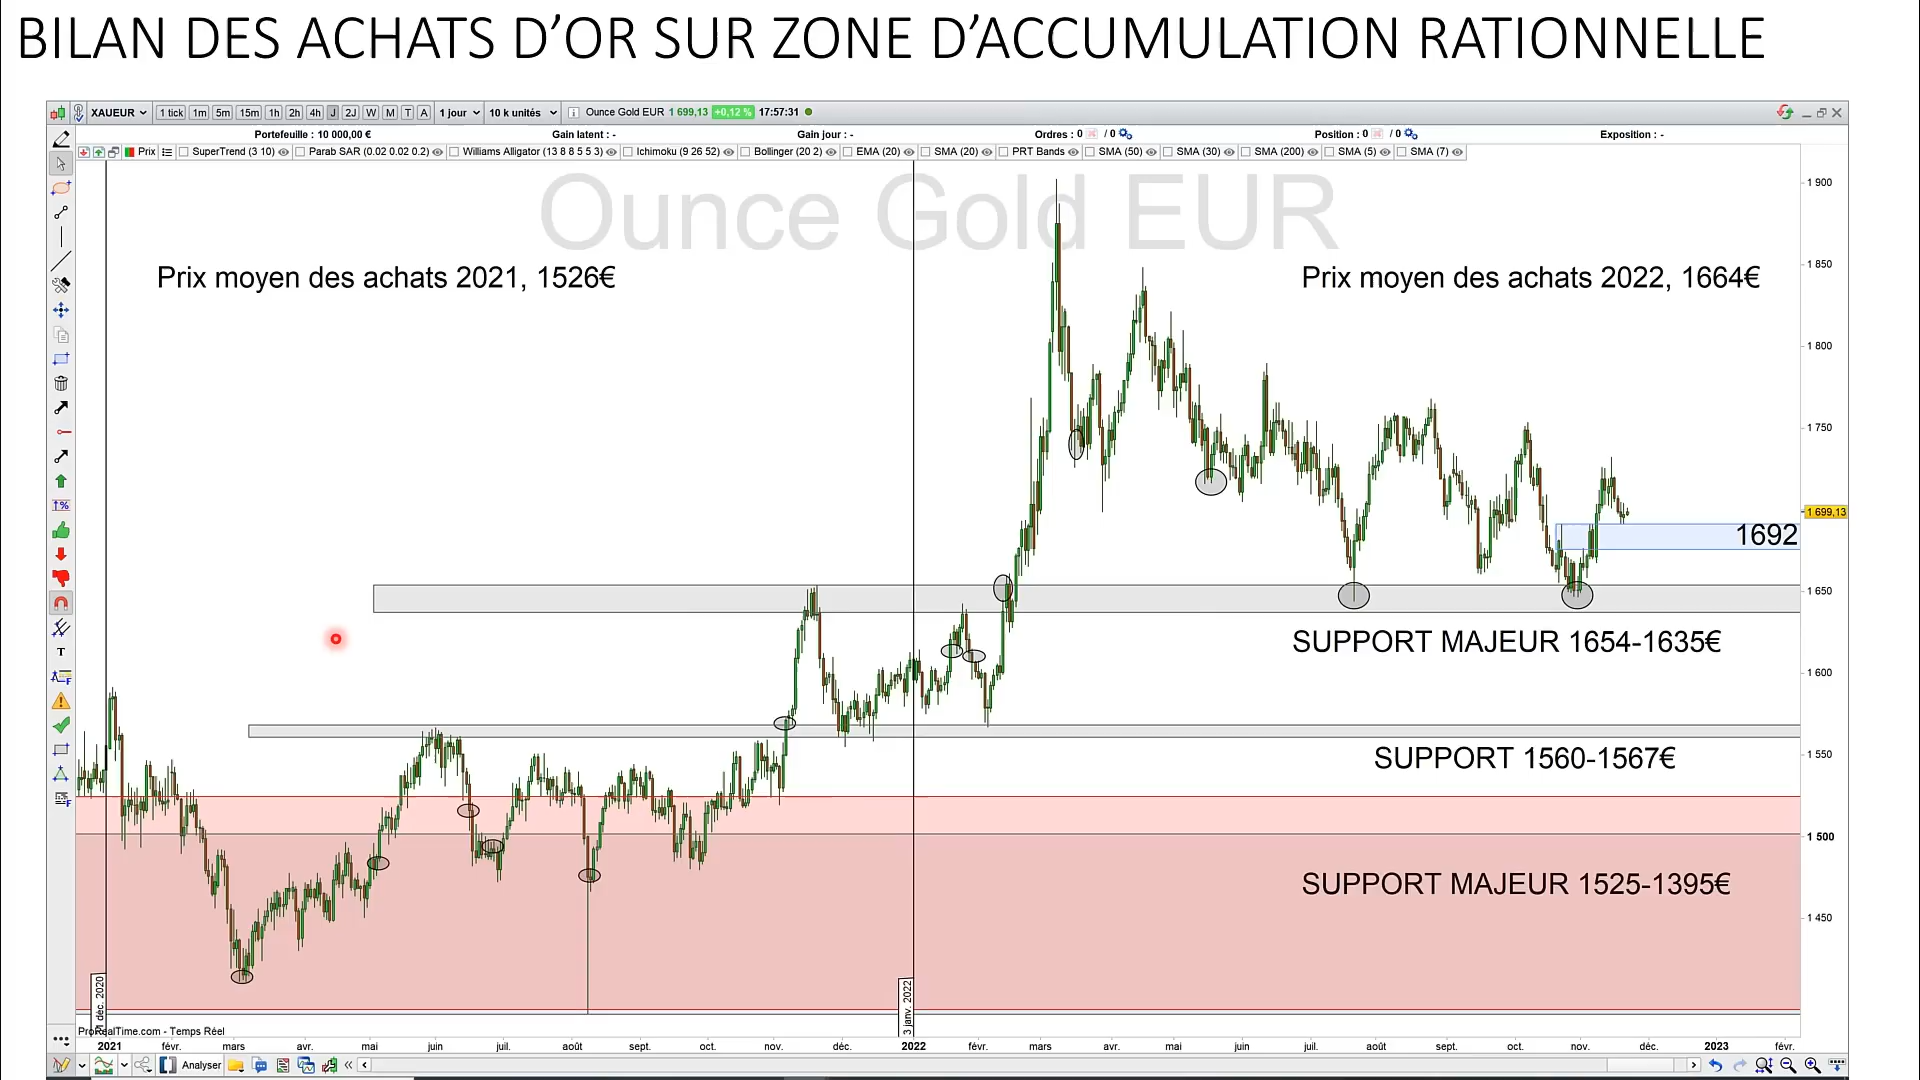 BILAN DES ACHATS D'OR SUR ZONE D'ACCUMULATION RATIONNELLE
XAUEUR 1 tick 1m 5m 15m 1h 2h 4h J 2J W M T A 1 jour 10 k unités Ounce Gold EUR 1 699,13 +0,12 % 17:57:31
Portefeuille : 10 000,00 € Gain latent : - Gain jour : - Ordres : 0 / 0 Position : 0 / 0 Exposition : -
Prix SuperTrend (3 10) Parab SAR (0.02 0.02 0.2) Williams Alligator (13 8 8 5 5 3) Ichimoku (9 26 52) Bollinger (20 2) EMA (20) SMA (20) PRT Bands SMA (50) SMA (30) SMA (200) SMA (5) SMA (7)
Ounce Gold EUR
1 900
Prix moyen des achats 2021, 1526€
Prix moyen des achats 2022, 1664€
1 850
1 800
1 750
1 699,13
1692
1 650
SUPPORT MAJEUR 1654-1635€
1 600
SUPPORT 1560-1567€
1 550
1 500
SUPPORT MAJEUR 1525-1395€
1 450
déc. 2020
3 janv. 2022
ProRealTime.com - Temps Réel
2021 févr. mars avr. mai juin juil. août sept. oct. nov. déc. 2022 févr. mars avr. mai juin juil. août sept. oct. nov. déc. 2023 févr.
Analyser